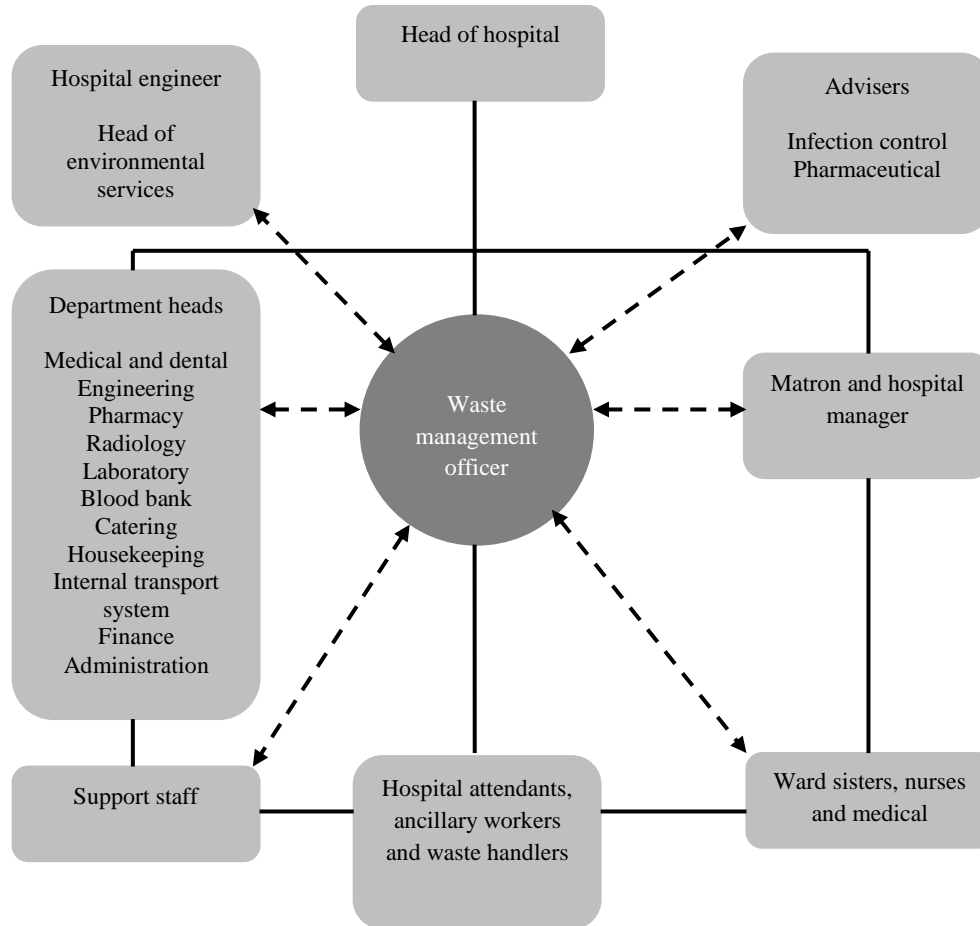 Head of hospital
Hospital engineer
Head of
environmental
services
Advisers
Infection control
Pharmaceutical
Department heads
Medical and dental
Engineering
Pharmacy
Radiology
Laboratory
Blood bank
Catering
Housekeeping
Internal transport
system
Finance
Administration
Waste
management
officer
Matron and hospital
manager
Support staff
Hospital attendants,
ancillary workers
and waste handlers
Ward sisters, nurses
and medical